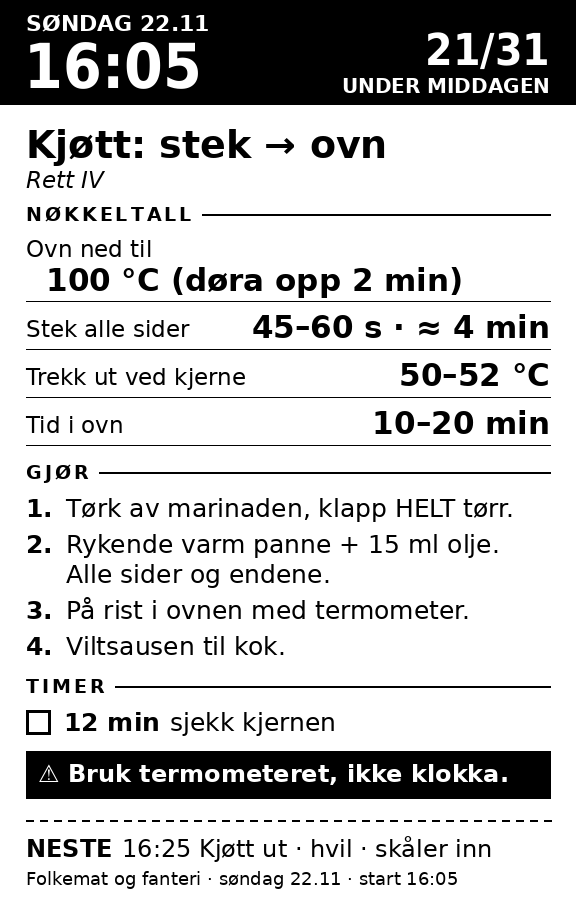 SØNDAG 22.11
16:05
21/31
UNDER MIDDAGEN
Kjøtt: stek → ovn
Rett IV
NØKKELTALL
Ovn ned til
100 °C (døra opp 2 min)
Stek alle sider 45–60 s · ≈ 4 min
Trekk ut ved kjerne 50–52 °C
Tid i ovn 10–20 min
GJØR
1. Tørk av marinaden, klapp HELT tørr.
2. Rykende varm panne + 15 ml olje.
Alle sider og endene.
3. På rist i ovnen med termometer.
4. Viltsausen til kok.
TIMER
☐ 12 min sjekk kjernen
⚠ Bruk termometeret, ikke klokka.
NESTE 16:25 Kjøtt ut · hvil · skåler inn
Folkemat og fanteri · søndag 22.11 · start 16:05